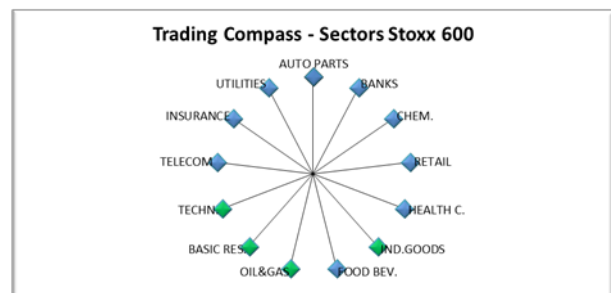 Trading Compass - Sectors Stoxx 600
AUTO PARTS
UTILITIES
BANKS
INSURANCE
CHEM.
TELECOM.
RETAIL
TECHN.
HEALTH C.
BASIC RES.
IND.GOODS
OIL&GAS
FOOD BEV.